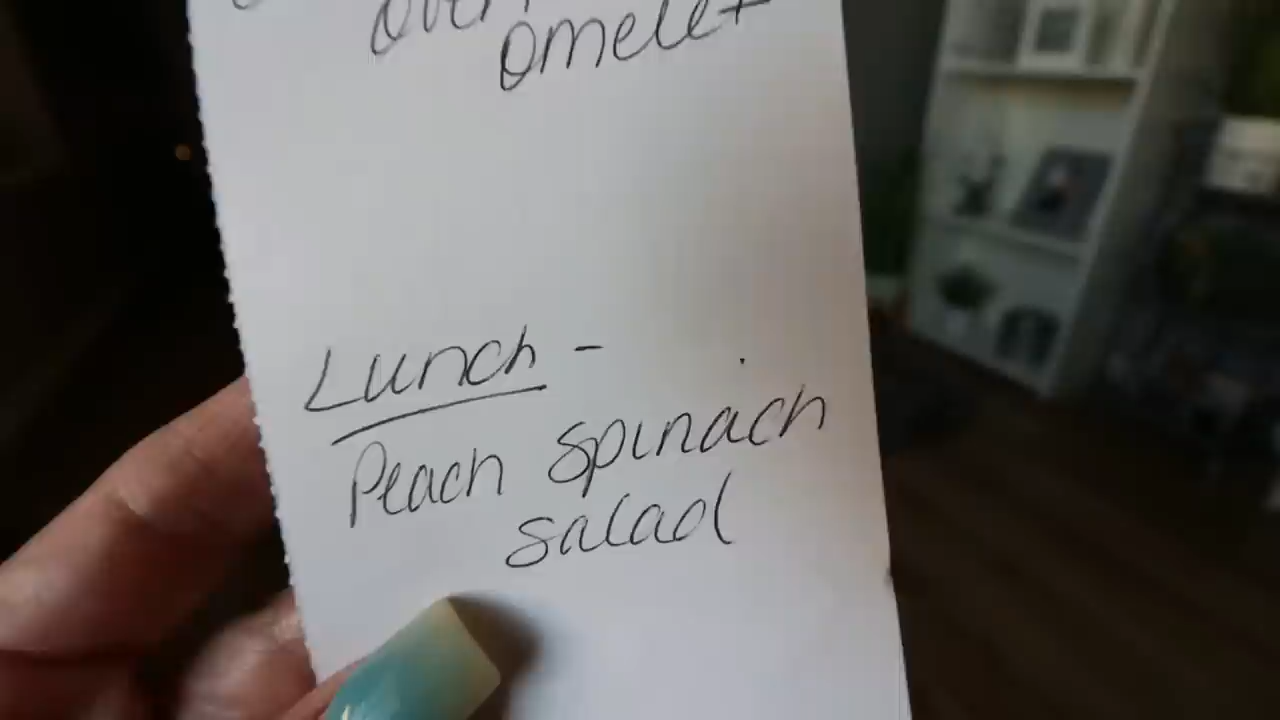 omelet
Lunch -
Peach spinach
salad